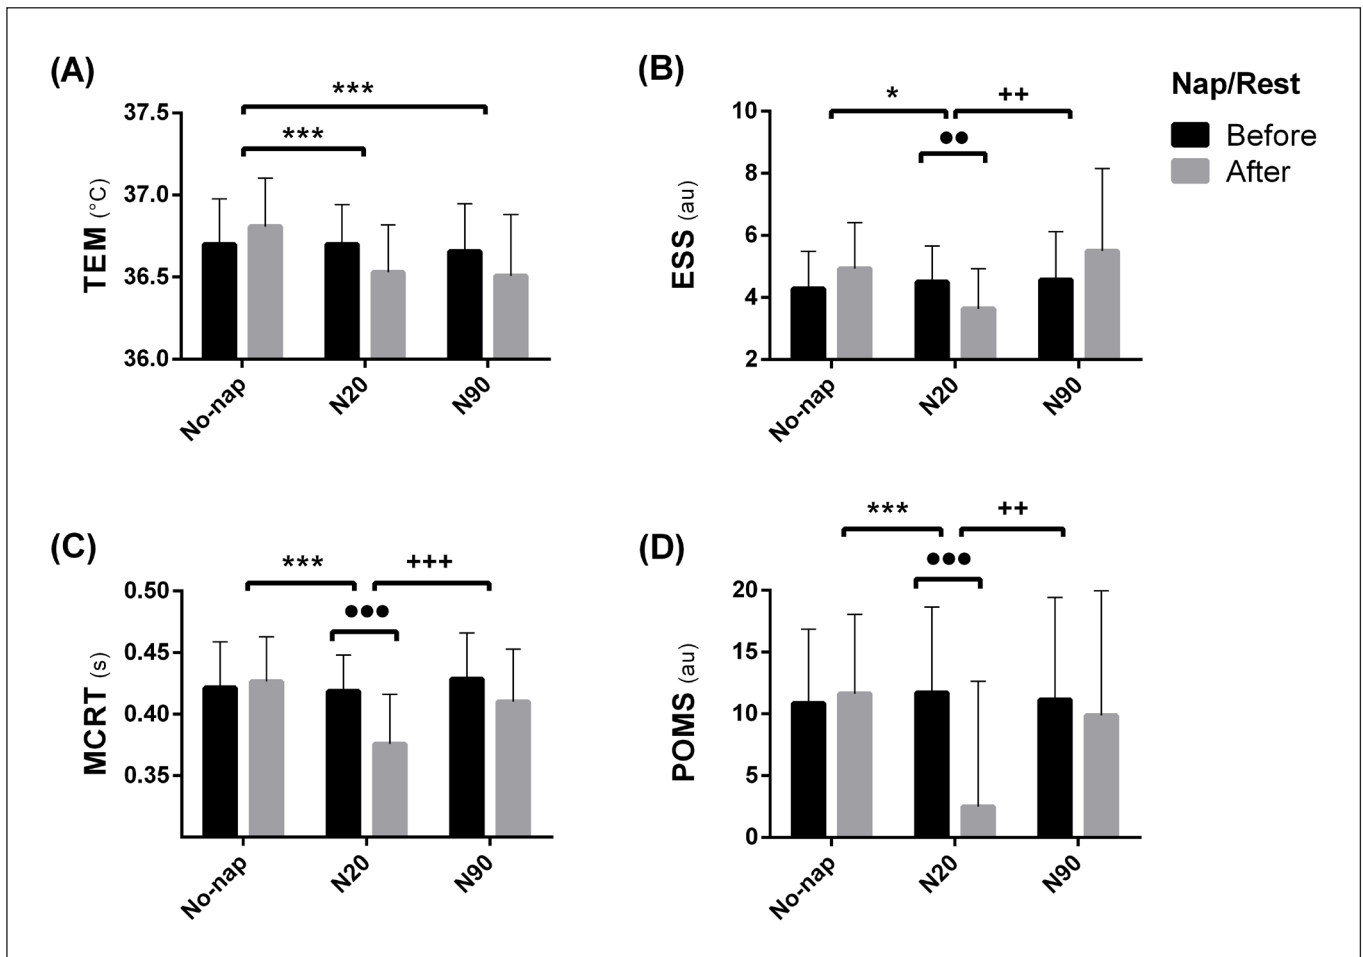 (A)
***
***
37.5
37.0
36.5
36.0
TEM (°C)
No-nap
N20
N90
(B)
*
++
●●
10
8
6
4
2
ESS (au)
No-nap
N20
N90
Nap/Rest
Before
After
(C)
***
+++
●●●
0.50
0.45
0.40
0.35
MCRT (s)
No-nap
N20
N90
(D)
***
++
●●●
20
15
10
5
0
POMS (au)
No-nap
N20
N90